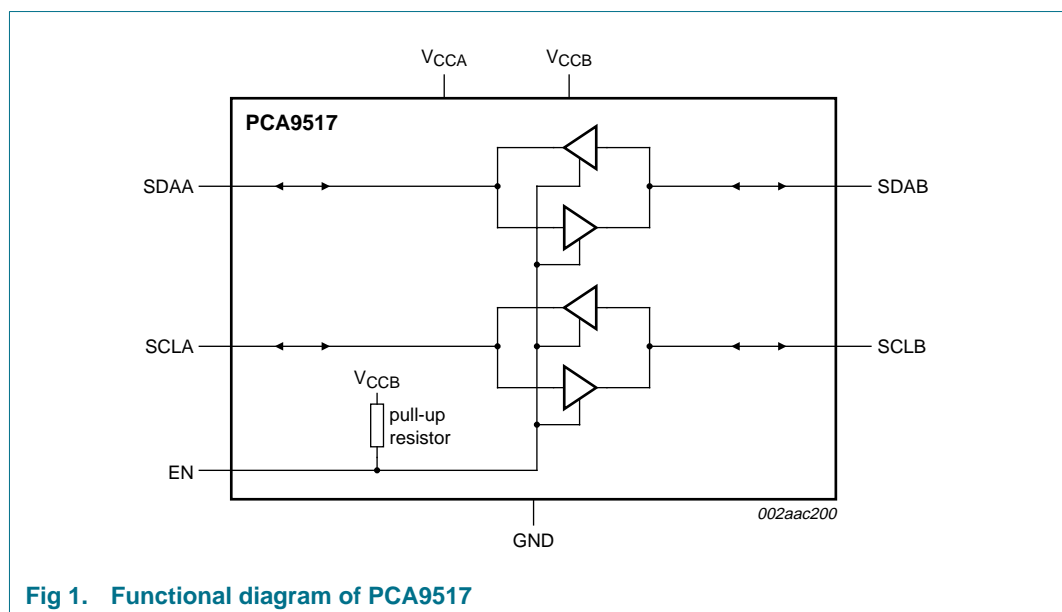 VCCA VCCB
PCA9517
SDAA SDAB
SCLA SCLB
VCCB
pull-up
resistor
EN
002aac200
GND
Fig 1. Functional diagram of PCA9517